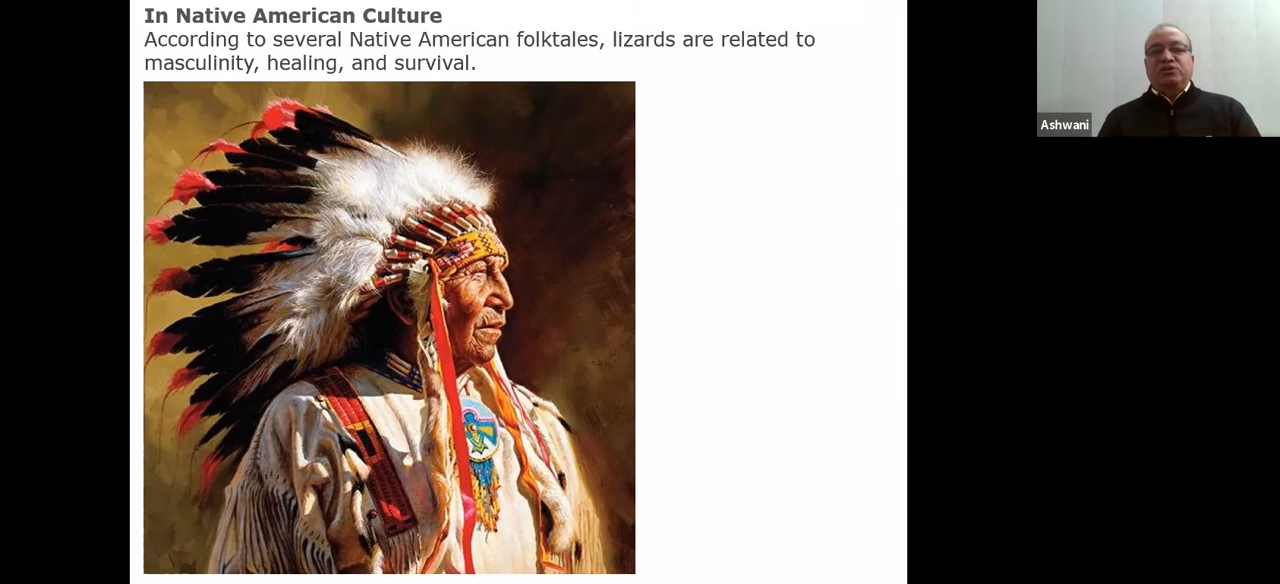 In Native American Culture
According to several Native American folktales, lizards are related to
masculinity, healing, and survival.
Ashwani